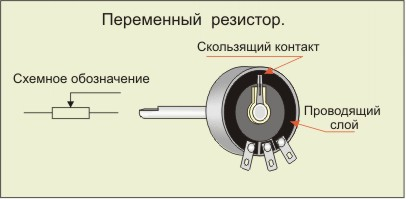 Переменный резистор.
Скользящий контакт
Схемное обозначение
Проводящий
слой